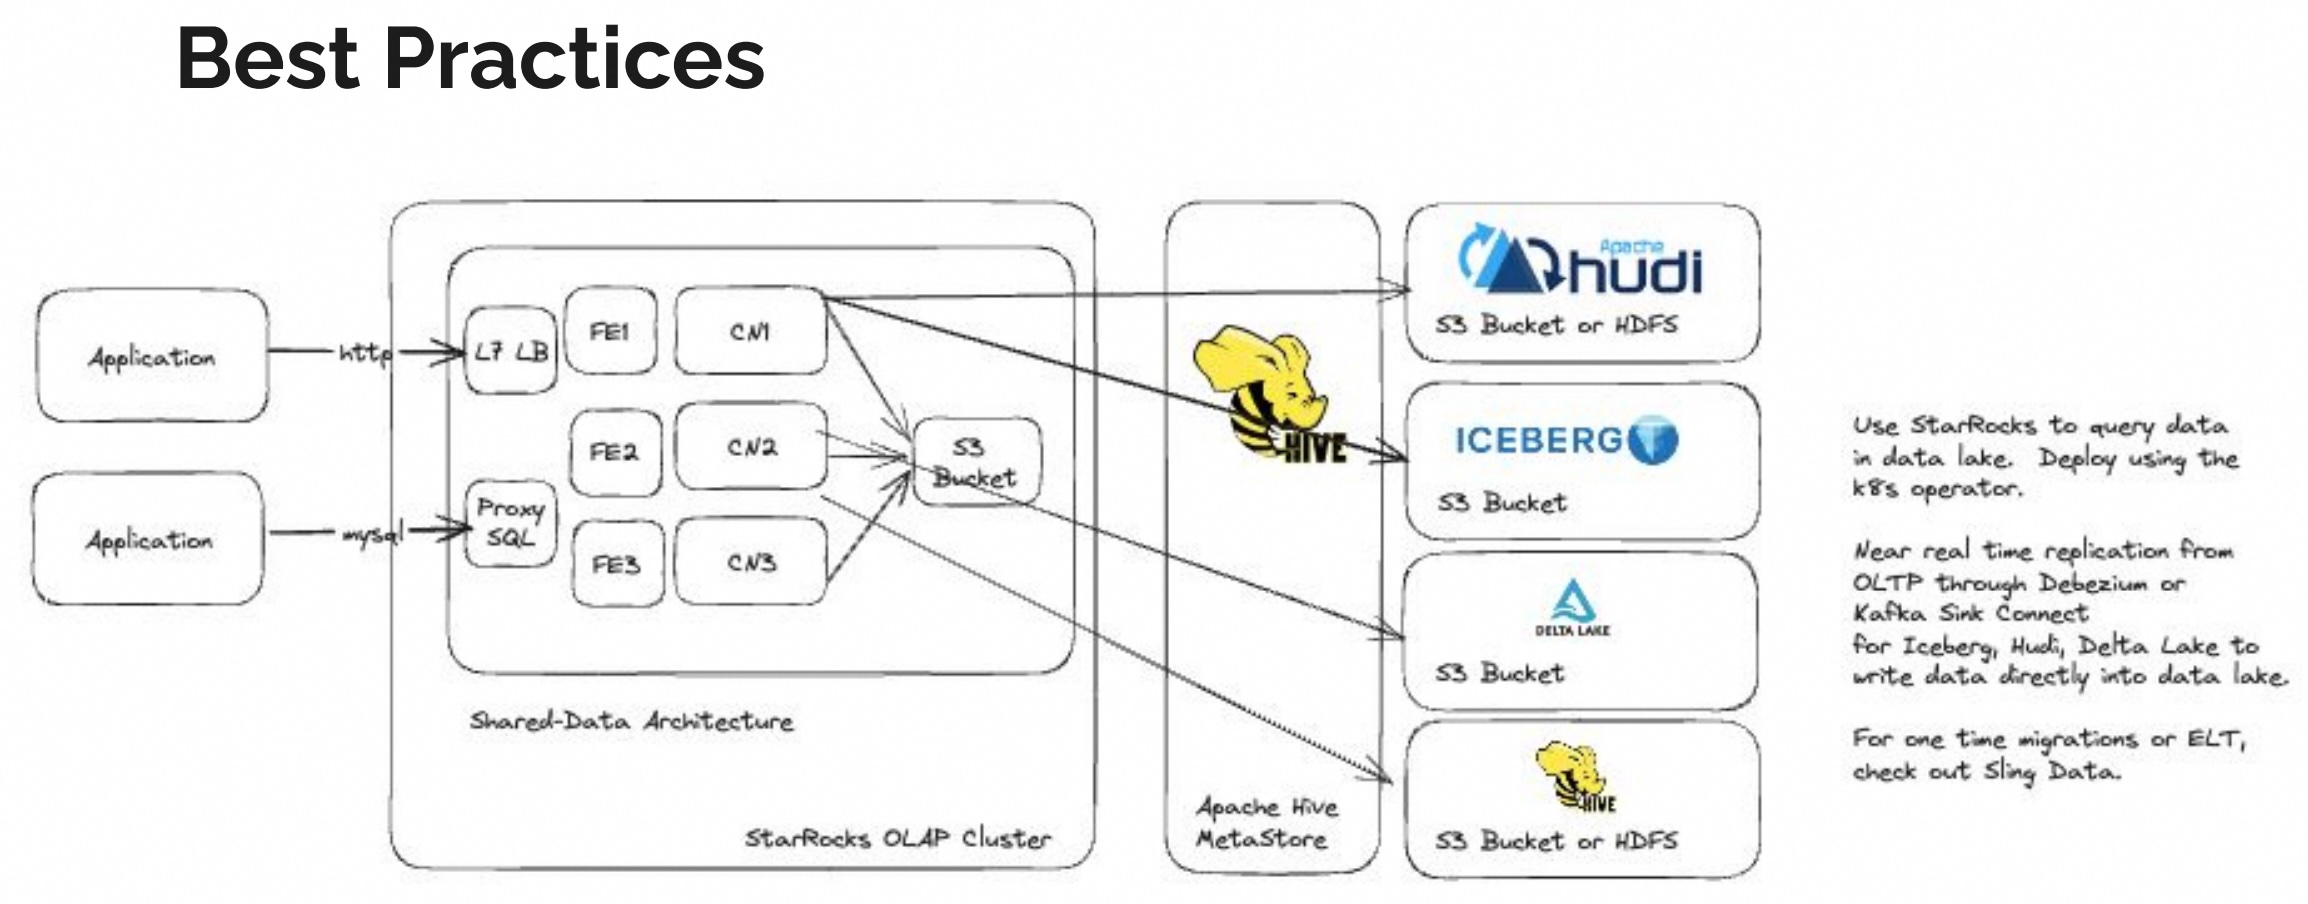 Best Practices
Application
http
L7 LB
FE1
CN1
Application
mysql
Proxy
SQL
FE2
CN2
FE3
CN3
S3
Bucket
Shared-Data Architecture
StarRocks OLAP Cluster
HIVE
Apache Hive
MetaStore
Apache
hudi
S3 Bucket or HDFS
ICEBERG
S3 Bucket
DELTA LAKE
S3 Bucket
HIVE
S3 Bucket or HDFS
Use StarRocks to query data
in data lake. Deploy using the
k8s operator.
Near real time replication from
OLTP through Debezium or
Kafka Sink Connect
for Iceberg, Hudi, Delta Lake to
write data directly into data lake.
For one time migrations or ELT,
check out Sling Data.